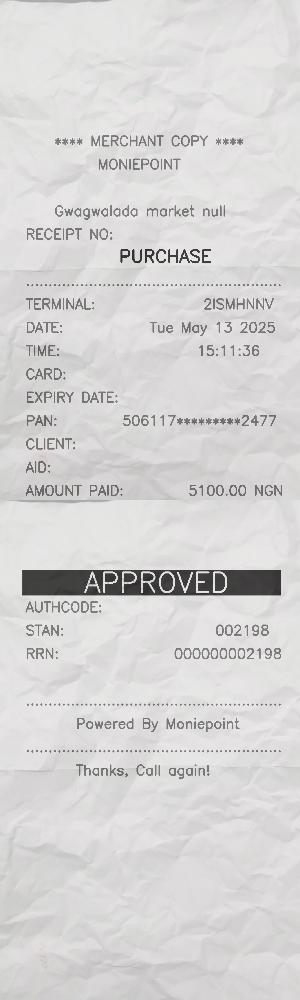 **** MERCHANT COPY ****
MONIEPOINT
Gwagwalada market null
RECEIPT NO:
PURCHASE
TERMINAL: 2ISMHNNV
DATE: Tue May 13 2025
TIME: 15:11:36
CARD:
EXPIRY DATE:
PAN: 506117*********2477
CLIENT:
AID:
AMOUNT PAID: 5100.00 NGN
APPROVED
AUTHCODE:
STAN: 002198
RRN: 000000002198
Powered By Moniepoint
Thanks, Call again!